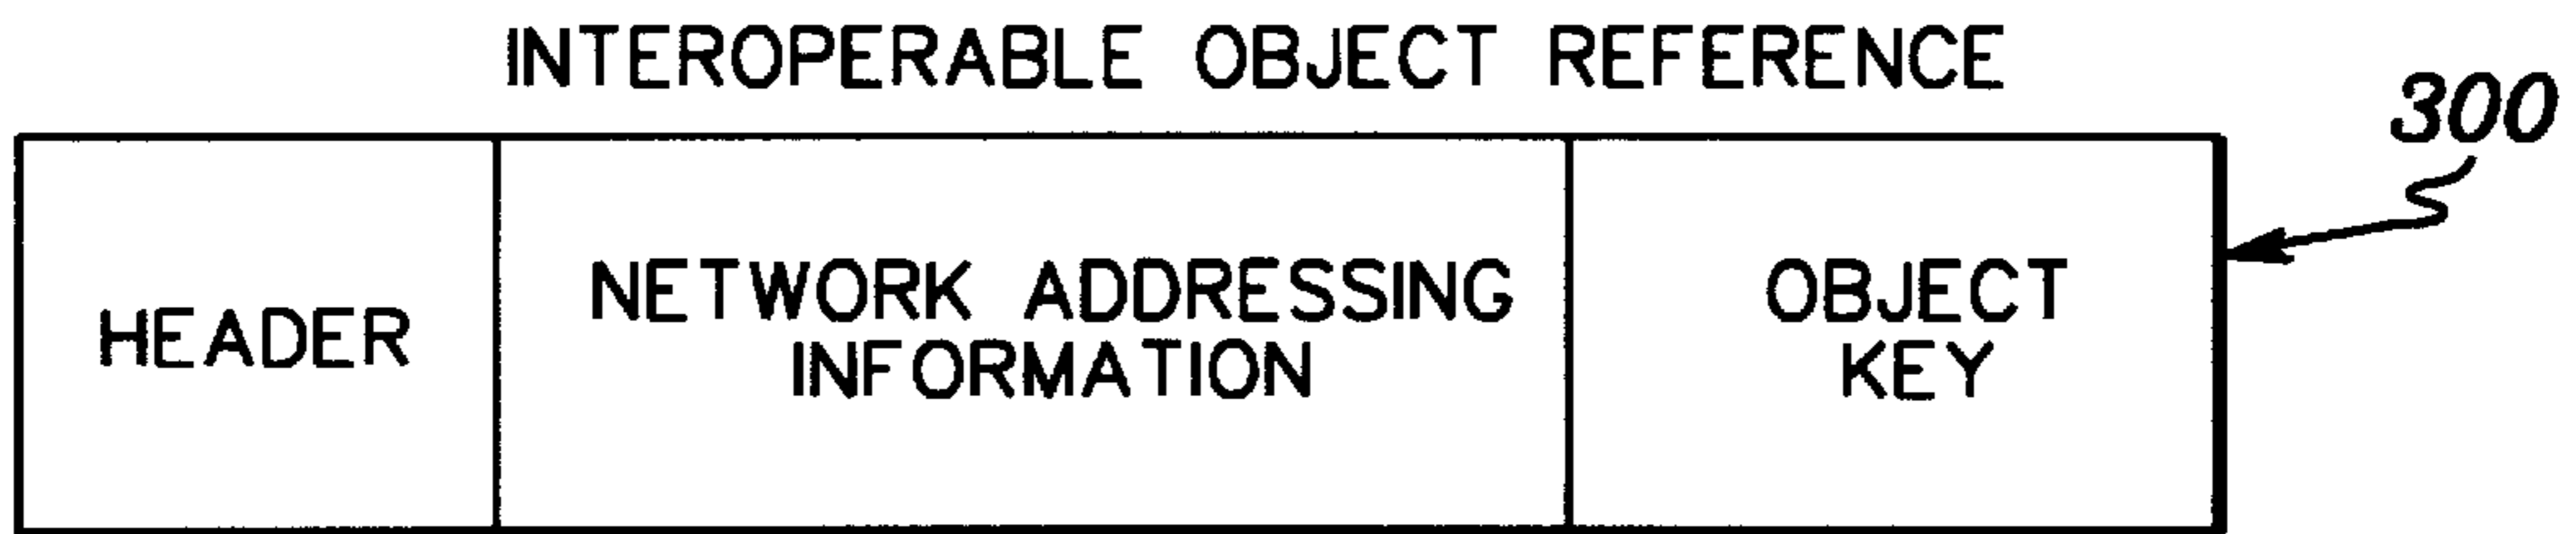 INTEROPERABLE OBJECT REFERENCE
300
HEADER
NETWORK ADDRESSING
INFORMATION
OBJECT
KEY